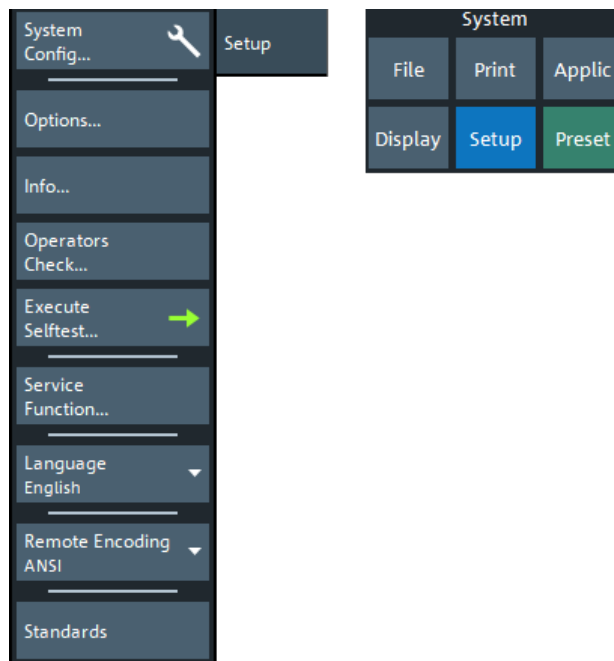 System
Config...
Setup
Options...
Info...
Operators
Check...
Execute
Selftest...
Service
Function...
Language
English
Remote Encoding
ANSI
Standards
System
File Print Applic
Display Setup Preset